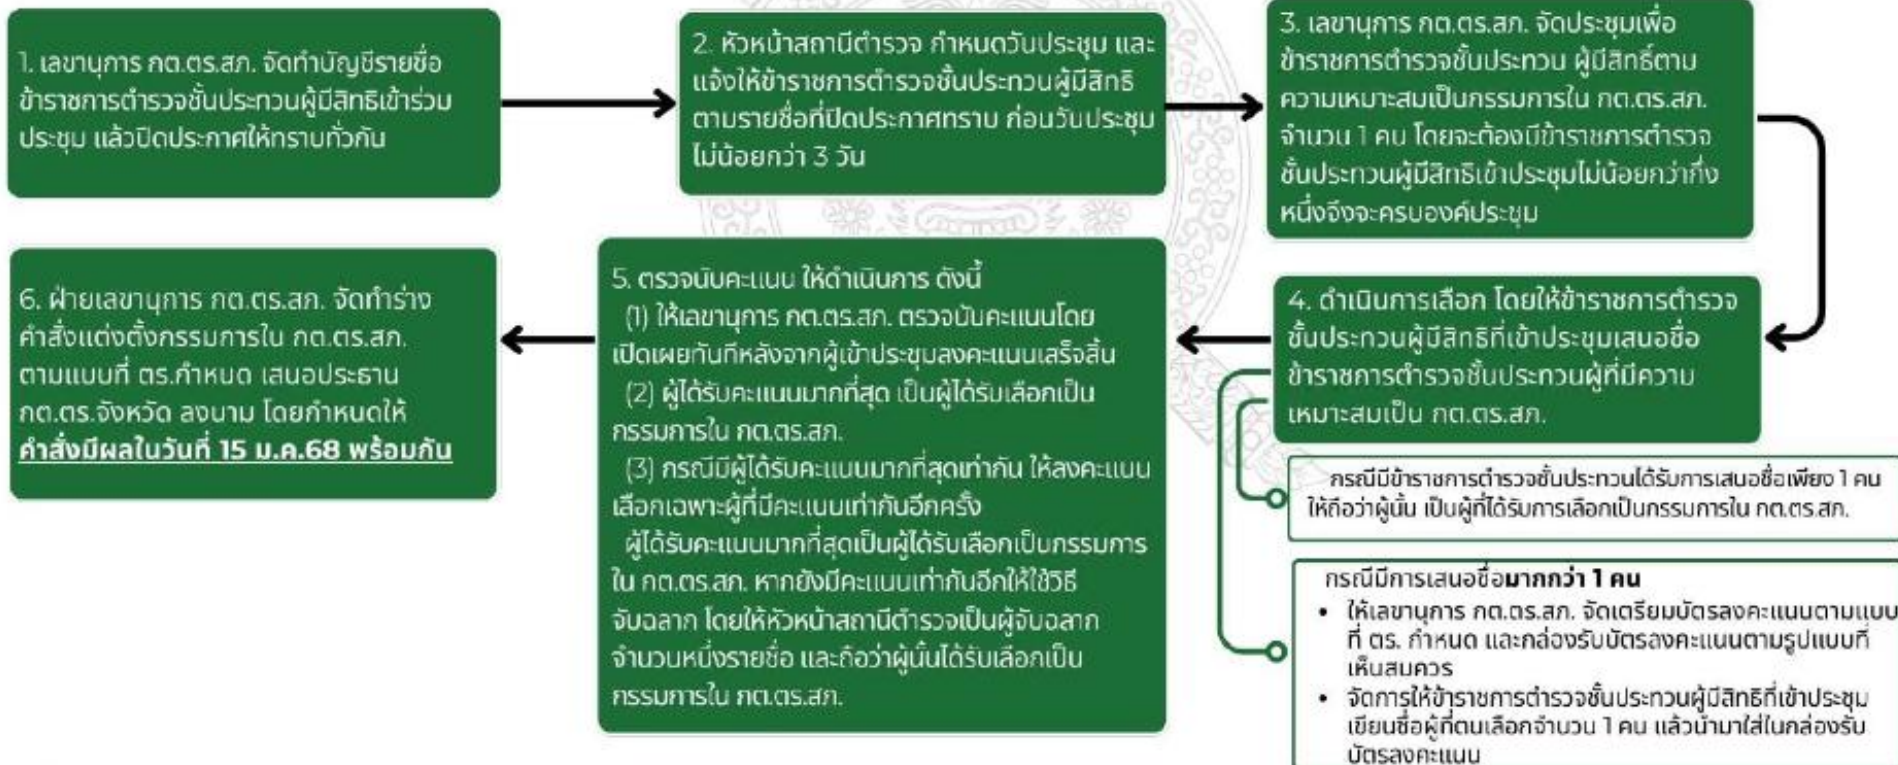 1. เลขานุการ กต.ตร.สภ. จัดทำบัญชีรายชื่อ
ข้าราชการตำรวจชั้นประทวนผู้มีสิทธิเข้าร่วม
ประชุม แล้วปิดประกาศให้ทราบทั่วกัน
2. หัวหน้าสถานีตำรวจ กำหนดวันประชุม และ
แจ้งให้ข้าราชการตำรวจชั้นประทวนผู้มีสิทธิ
ตามรายชื่อที่ปิดประกาศทราบ ก่อนวันประชุม
ไม่น้อยกว่า 3 วัน
3. เลขานุการ กต.ตร.สภ. จัดประชุมเพื่อ
ข้าราชการตำรวจชั้นประทวน ผู้มีสิทธิ์ตาม
ความเหมาะสมเป็นกรรมการใน กต.ตร.สภ.
จำนวน 1 คน โดยจะต้องมีข้าราชการตำรวจ
ชั้นประทวนผู้มีสิทธิเข้าประชุมไม่น้อยกว่ากึ่ง
หนึ่งจึงจะครบองค์ประชุม
4. ดำเนินการเลือก โดยให้ข้าราชการตำรวจ
ชั้นประทวนผู้มีสิทธิที่เข้าประชุมเสนอชื่อ
ข้าราชการตำรวจชั้นประทวนผู้ที่มีความ
เหมาะสมเป็น กต.ตร.สภ.
กรณีมีข้าราชการตำรวจชั้นประทวนได้รับการเสนอชื่อเพียง 1 คน
ให้ถือว่าผู้นั้น เป็นผู้ที่ได้รับการเลือกเป็นกรรมการใน กต.ตร.สภ.
กรณีมีการเสนอชื่อมากกว่า 1 คน
• ให้เลขานุการ กต.ตร.สภ. จัดเตรียมบัตรลงคะแนนตามแบบ
ที่ ตร. กำหนด และกล่องรับบัตรลงคะแนนตามรูปแบบที่
เห็นสมควร
• จัดการให้ข้าราชการตำรวจชั้นประทวนผู้มีสิทธิที่เข้าประชุม
เขียนชื่อผู้ที่ตนเลือกจำนวน 1 คน แล้วนำมาใส่ในกล่องรับ
บัตรลงคะแนน
5. ตรวจนับคะแนน ให้ดำเนินการ ดังนี้
(1) ให้เลขานุการ กต.ตร.สภ. ตรวจนับคะแนนโดย
เปิดเผยทันทีหลังจากผู้เข้าประชุมลงคะแนนเสร็จสิ้น
(2) ผู้ได้รับคะแนนมากที่สุด เป็นผู้ได้รับเลือกเป็น
กรรมการใน กต.ตร.สภ.
(3) กรณีมีผู้ได้รับคะแนนมากที่สุดเท่ากัน ให้ลงคะแนน
เลือกเฉพาะผู้ที่มีคะแนนเท่ากันอีกครั้ง
ผู้ได้รับคะแนนมากที่สุดเป็นผู้ได้รับเลือกเป็นกรรมการ
ใน กต.ตร.สภ. หากยังมีคะแนนเท่ากันอีกให้ใช้วิธี
จับฉลาก โดยให้หัวหน้าสถานีตำรวจเป็นผู้จับฉลาก
จำนวนหนึ่งรายชื่อ และถือว่าผู้นั้นได้รับเลือกเป็น
กรรมการใน กต.ตร.สภ.
6. ฝ่ายเลขานุการ กต.ตร.สภ. จัดทำร่าง
คำสั่งแต่งตั้งกรรมการใน กต.ตร.สภ.
ตามแบบที่ ตร.กำหนด เสนอประธาน
กต.ตร.จังหวัด ลงนาม โดยกำหนดให้
คำสั่งมีผลในวันที่ 15 ม.ค.68 พร้อมกัน